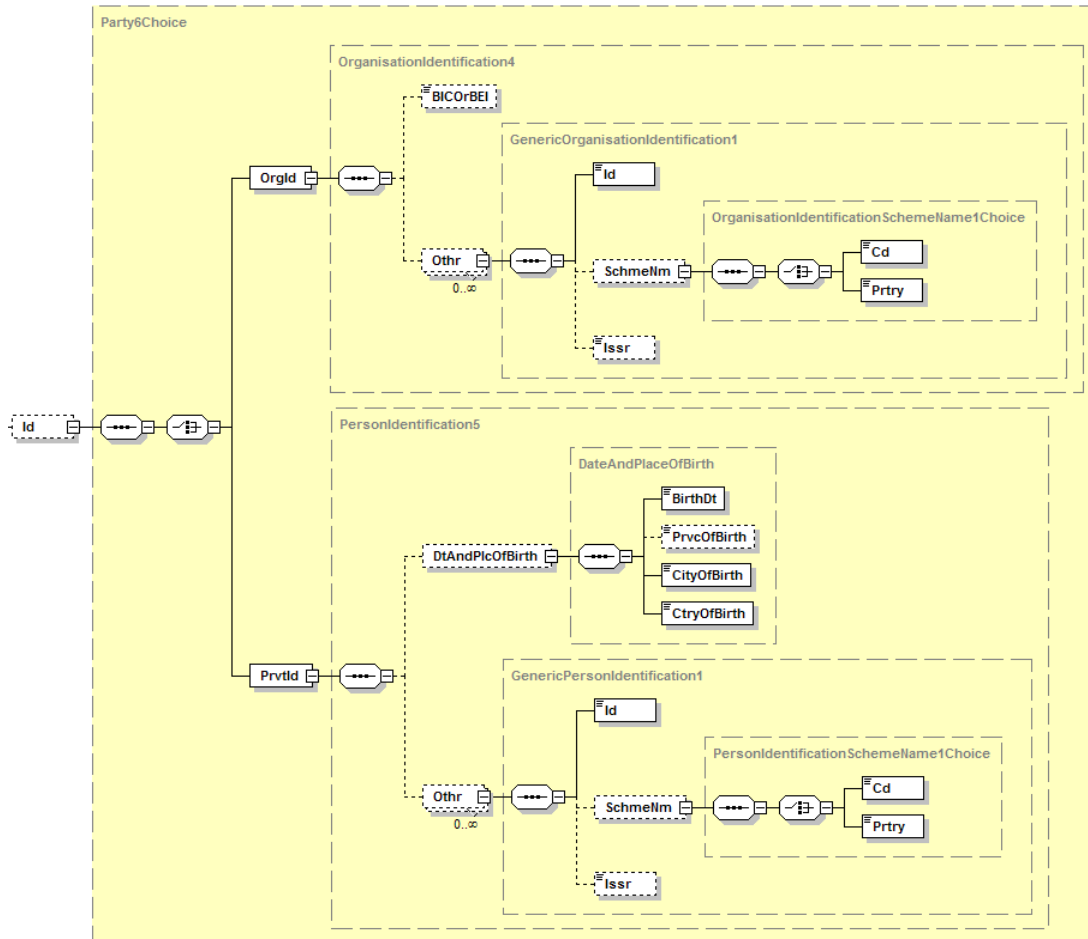 Party6Choice
OrganisationIdentification4
BICOrBEI
GenericOrganisationIdentification1
Id
OrgId
OrganisationIdentificationSchemeName1Choice
Cd
Othr
SchmeNm
0..∞
Prtry
Issr
Id
PersonIdentification5
DateAndPlaceOfBirth
BirthDt
PrvcOfBirth
DtAndPlcOfBirth
CityOfBirth
CtryOfBirth
PrvtId
GenericPersonIdentification1
Id
PersonIdentificationSchemeName1Choice
Cd
Othr
SchmeNm
0..∞
Prtry
Issr